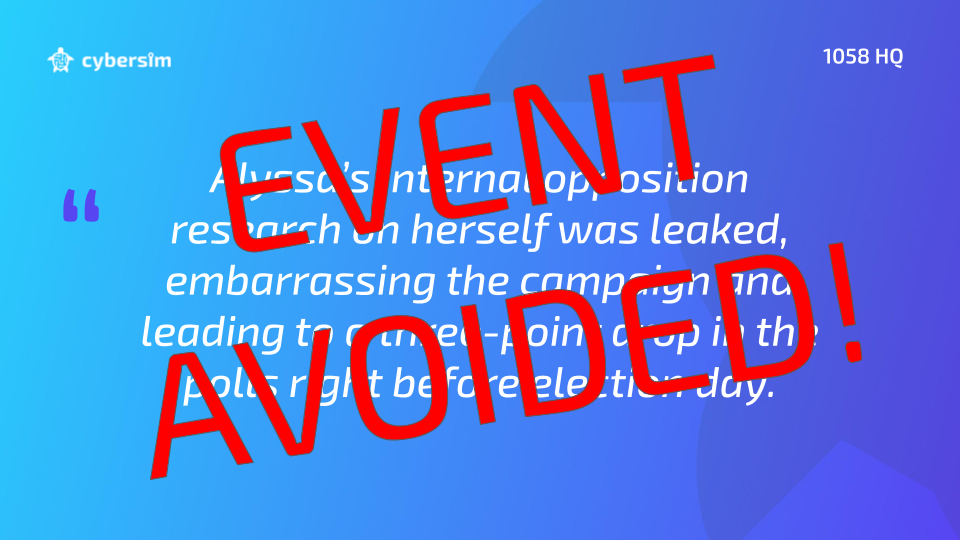 cybersim
1058 HQ
“
Alyssa’s internal opposition
research on herself was leaked,
embarrassing the campaign and
leading to a three-point drop in the
polls right before election day.
EVENT
AVOIDED!